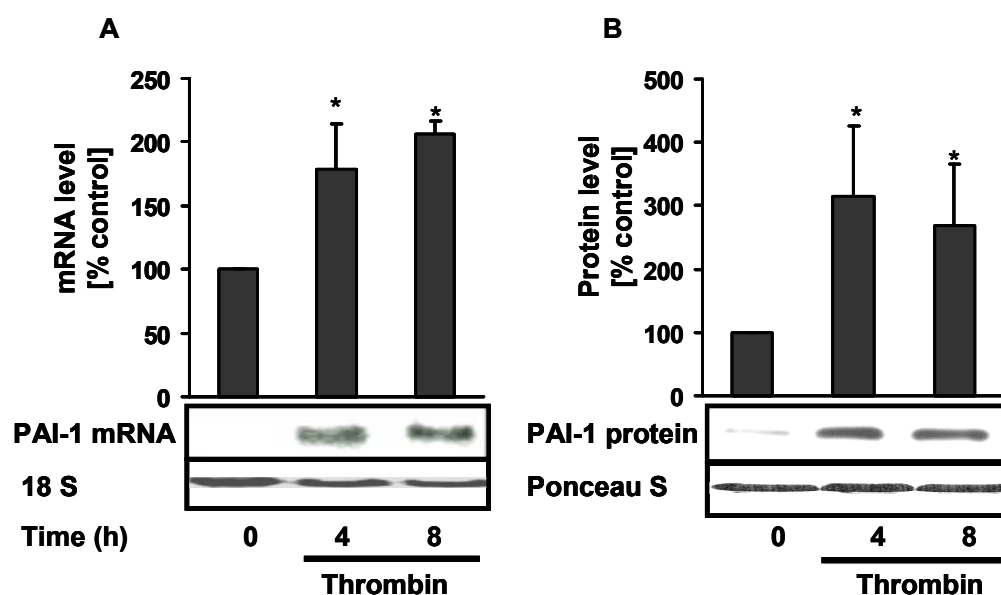 A
mRNA level
[% control]
250
200
150
100
50
0
*
*
PAI-1 mRNA
18 S
Time (h)
0 4 8
Thrombin
B
Protein level
[% control]
500
400
300
200
100
0
*
*
PAI-1 protein
Ponceau S
0 4 8
Thrombin